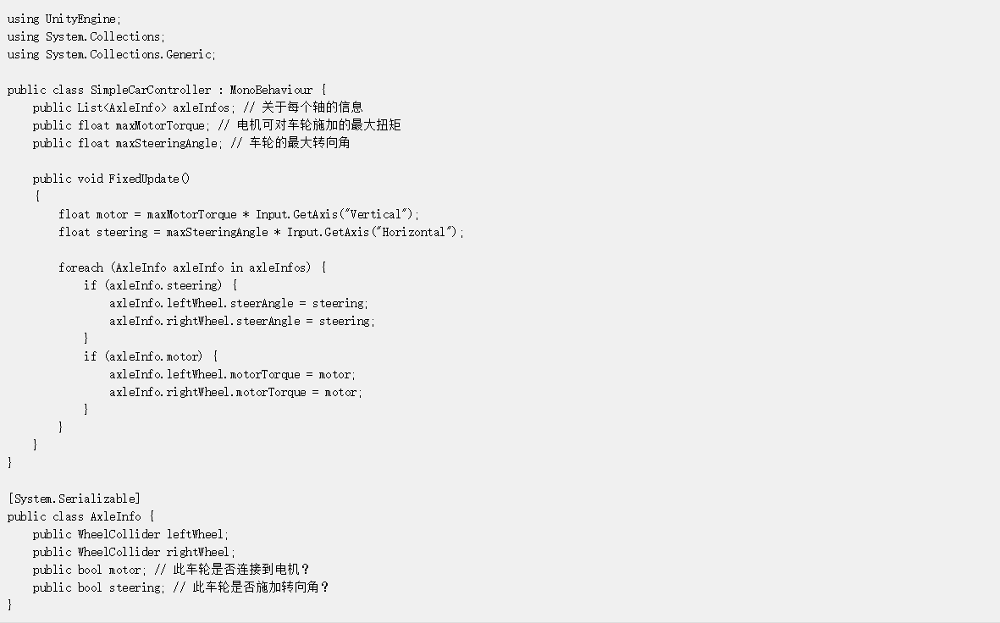 using UnityEngine;
using System.Collections;
using System.Collections.Generic;
public class SimpleCarController : MonoBehaviour {
    public List<AxleInfo> axleInfos; // 关于每个轴的信息
    public float maxMotorTorque; // 电机可对车轮施加的最大扭矩
    public float maxSteeringAngle; // 车轮的最大转向角
    public void FixedUpdate()
    {
        float motor = maxMotorTorque * Input.GetAxis("Vertical");
        float steering = maxSteeringAngle * Input.GetAxis("Horizontal");
        foreach (AxleInfo axleInfo in axleInfos) {
            if (axleInfo.steering) {
                axleInfo.leftWheel.steerAngle = steering;
                axleInfo.rightWheel.steerAngle = steering;
            }
            if (axleInfo.motor) {
                axleInfo.leftWheel.motorTorque = motor;
                axleInfo.rightWheel.motorTorque = motor;
            }
        }
    }
}
[System.Serializable]
public class AxleInfo {
    public WheelCollider leftWheel;
    public WheelCollider rightWheel;
    public bool motor; // 此车轮是否连接到电机？
    public bool steering; // 此车轮是否施加转向角？
}